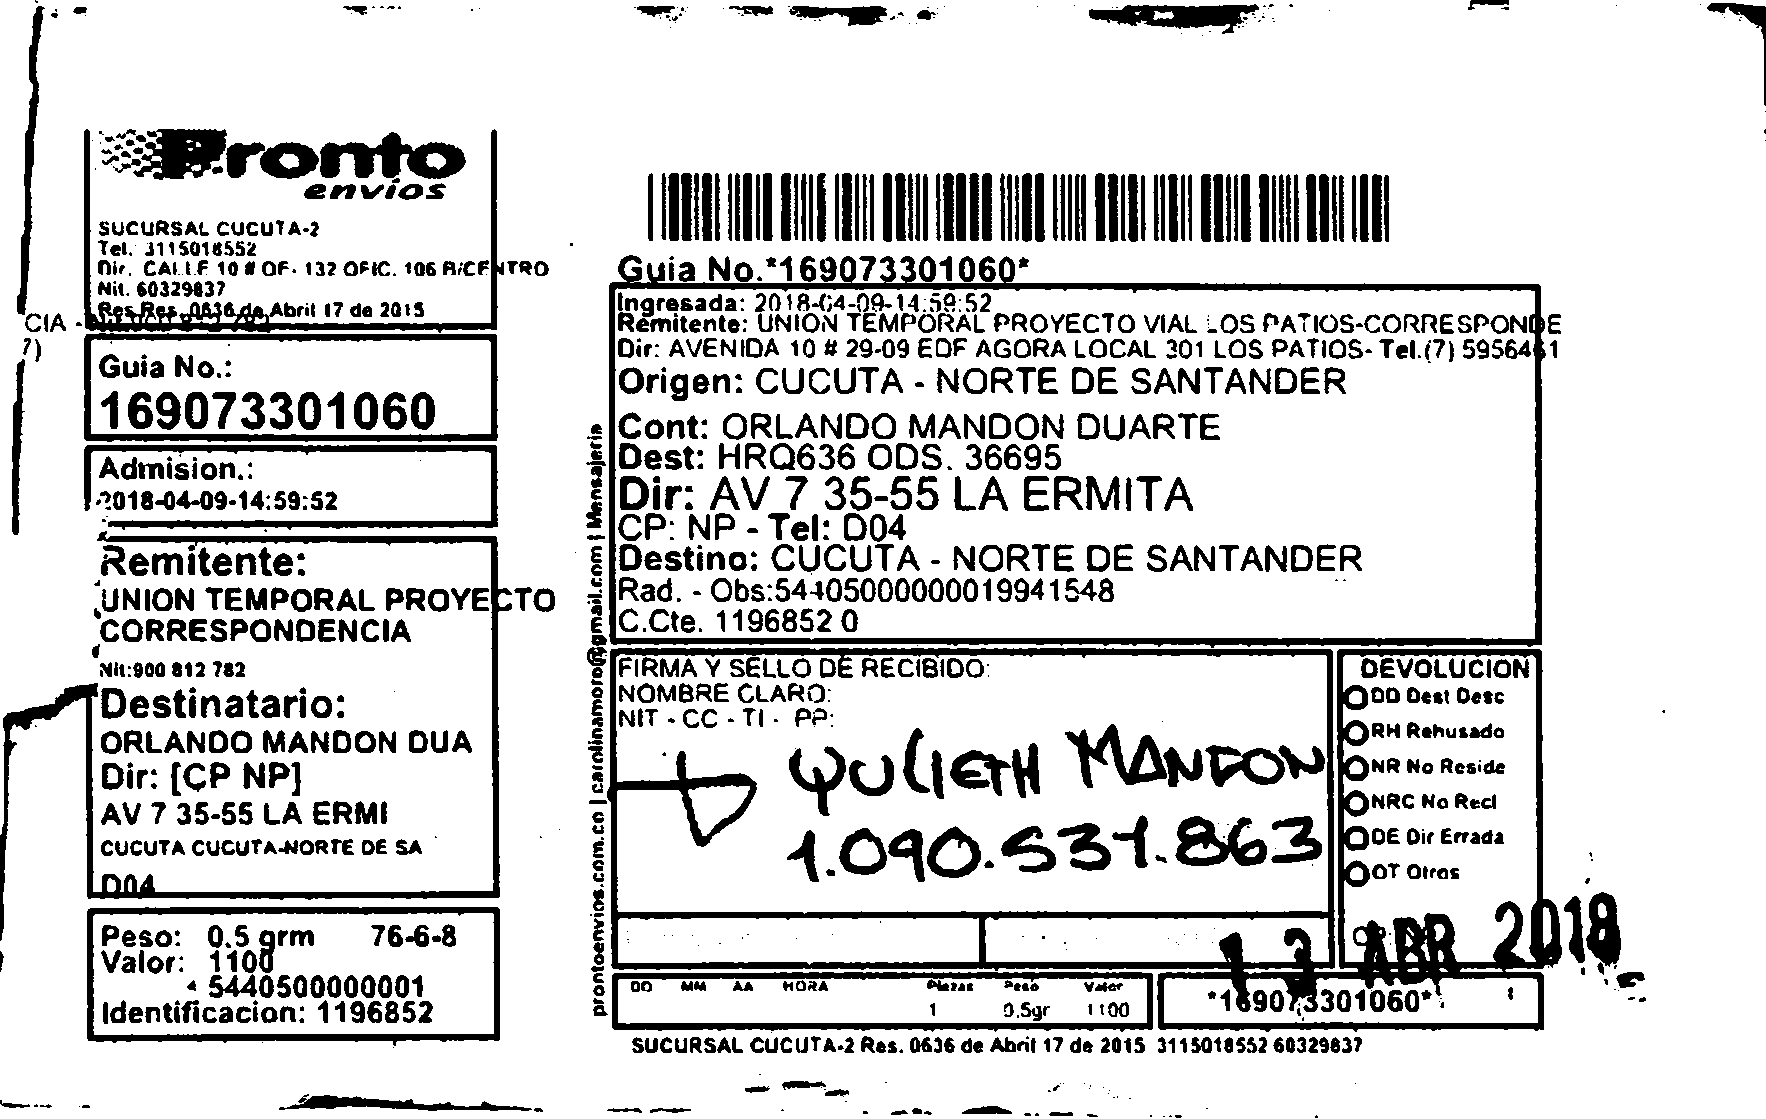 Pronto
envíos
SUCURSAL CUCUTA-2
Tel. 3115018552
Dir. CALLE 10 # OF- 132 OFIC. 106 B/CENTRO
Nit. 60329837
Res Res. 0636 de Abril 17 de 2015
CIA -
7)
Guia No.:
169073301060
Admision.:
2018-04-09-14:59:52
Remitente:
UNION TEMPORAL PROYECTO
CORRESPONDENCIA
Nit:900 812 782
Destinatario:
ORLANDO MANDON DUA
Dir: [CP NP]
AV 7 35-55 LA ERMI
CUCUTA CUCUTA-NORTE DE SA
D04
Peso: 0.5 grm 76-6-8
Valor: 1100
5440500000001
Identificacion: 1196852
prontoenvios.com.co | carolinamoro@gmail.com | Mensajeria
Guia No.*169073301060*
Ingresada: 2018-04-09-14:59:52
Remitente: UNION TEMPORAL PROYECTO VIAL LOS PATIOS-CORRESPONDE
Dir: AVENIDA 10 # 29-09 EDF AGORA LOCAL 301 LOS PATIOS- Tel.(7) 5956461
Origen: CUCUTA - NORTE DE SANTANDER
Cont: ORLANDO MANDON DUARTE
Dest: HRQ636 ODS. 36695
Dir: AV 7 35-55 LA ERMITA
CP: NP - Tel: D04
Destino: CUCUTA - NORTE DE SANTANDER
Rad. - Obs:5440500000019941548
C.Cte. 1196852 0
FIRMA Y SELLO DE RECIBIDO:
NOMBRE CLARO:
NIT - CC - TI - PP:
YULIETH MANDON
1.090.531.863
DEVOLUCION
DD Dest Desc
RH Rehusado
NR No Reside
NRC No Recl
DE Dir Errada
OT Otros
13 ABR 2018
DD MM AA HORA Piezas Peso Valor
1 0.5gr 1100
*169073301060*
SUCURSAL CUCUTA-2 Res. 0636 de Abril 17 de 2015 3115018552 60329837